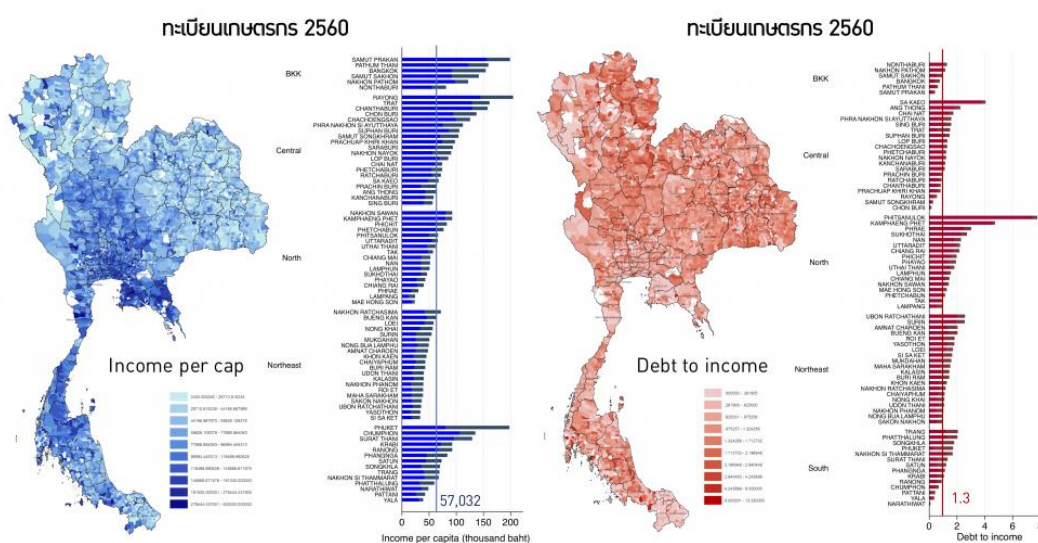 ทะเบียนเกษตรกร 2560
BKK
SAMUT PRAKAN
PATHUM THANI
BANGKOK
SAMUT SAKHON
NAKHON PATHOM
NONTHABURI
Central
RAYONG
TRAT
CHANTHABURI
CHON BURI
CHACHOENGSAO
PHRA NAKHON SI AYUTTHAYA
SUPHAN BURI
SAMUT SONGKHRAM
PRACHUAP KHIRI KHAN
SARABURI
NAKHON NAYOK
LOP BURI
CHAI NAT
PHETCHABURI
RATCHABURI
SA KAEO
PRACHIN BURI
ANG THONG
KANCHANABURI
SING BURI
North
NAKHON SAWAN
KAMPHAENG PHET
PHICHIT
PHETCHABUN
PHITSANULOK
UTTARADIT
UTHAI THANI
TAK
CHIANG MAI
NAN
LAMPHUN
SUKHOTHAI
PHAYAO
CHIANG RAI
PHRAE
LAMPANG
MAE HONG SON
Northeast
NAKHON RATCHASIMA
BUENG KAN
LOEI
NONG KHAI
SURIN
MUKDAHAN
NONG BUA LAMPHU
AMNAT CHAROEN
KHON KAEN
CHAIYAPHUM
BURI RAM
UDON THANI
KALASIN
NAKHON PHANOM
ROI ET
MAHA SARAKHAM
SAKON NAKHON
UBON RATCHATHANI
YASOTHON
SI SA KET
PHUKET
CHUMPHON
SURAT THANI
KRABI
RANONG
PHANGNGA
SATUN
SONGKHLA
TRANG
NAKHON SI THAMMARAT
PHATTHALUNG
NARATHIWAT
PATTANI
YALA
57,032
0 50 100 150 200
Income per capita (thousand baht)
Income per cap
ทะเบียนเกษตรกร 2560
BKK
NONTHABURI
NAKHON PATHOM
SAMUT SAKHON
BANGKOK
PATHUM THANI
SAMUT PRAKAN
Central
SA KAEO
ANG THONG
CHAI NAT
PHRA NAKHON SI AYUTTHAYA
SING BURI
TRAT
SUPHAN BURI
LOP BURI
CHACHOENGSAO
PHETCHABURI
NAKHON NAYOK
KANCHANABURI
SARABURI
PRACHIN BURI
RATCHABURI
CHANTHABURI
PRACHUAP KHIRI KHAN
RAYONG
SAMUT SONGKHRAM
CHON BURI
North
PHITSANULOK
KAMPHAENG PHET
PHRAE
SUKHOTHAI
NAN
UTTARADIT
CHIANG RAI
PHICHIT
PHAYAO
UTHAI THANI
LAMPHUN
CHIANG MAI
NAKHON SAWAN
MAE HONG SON
PHETCHABUN
TAK
LAMPANG
Northeast
UBON RATCHATHANI
SURIN
AMNAT CHAROEN
BUENG KAN
ROI ET
YASOTHON
LOEI
SI SA KET
MUKDAHAN
MAHA SARAKHAM
KALASIN
BURI RAM
KHON KAEN
NAKHON RATCHASIMA
CHAIYAPHUM
NONG KHAI
UDON THANI
NAKHON PHANOM
NONG BUA LAMPHU
SAKON NAKHON
South
TRANG
PHATTHALUNG
SONGKHLA
PHUKET
NAKHON SI THAMMARAT
SURAT THANI
SATUN
PHANGNGA
KRABI
RANONG
CHUMPHON
PATTANI
YALA
NARATHIWAT
1.3
0 2 4 6
Debt to income
Debt to income